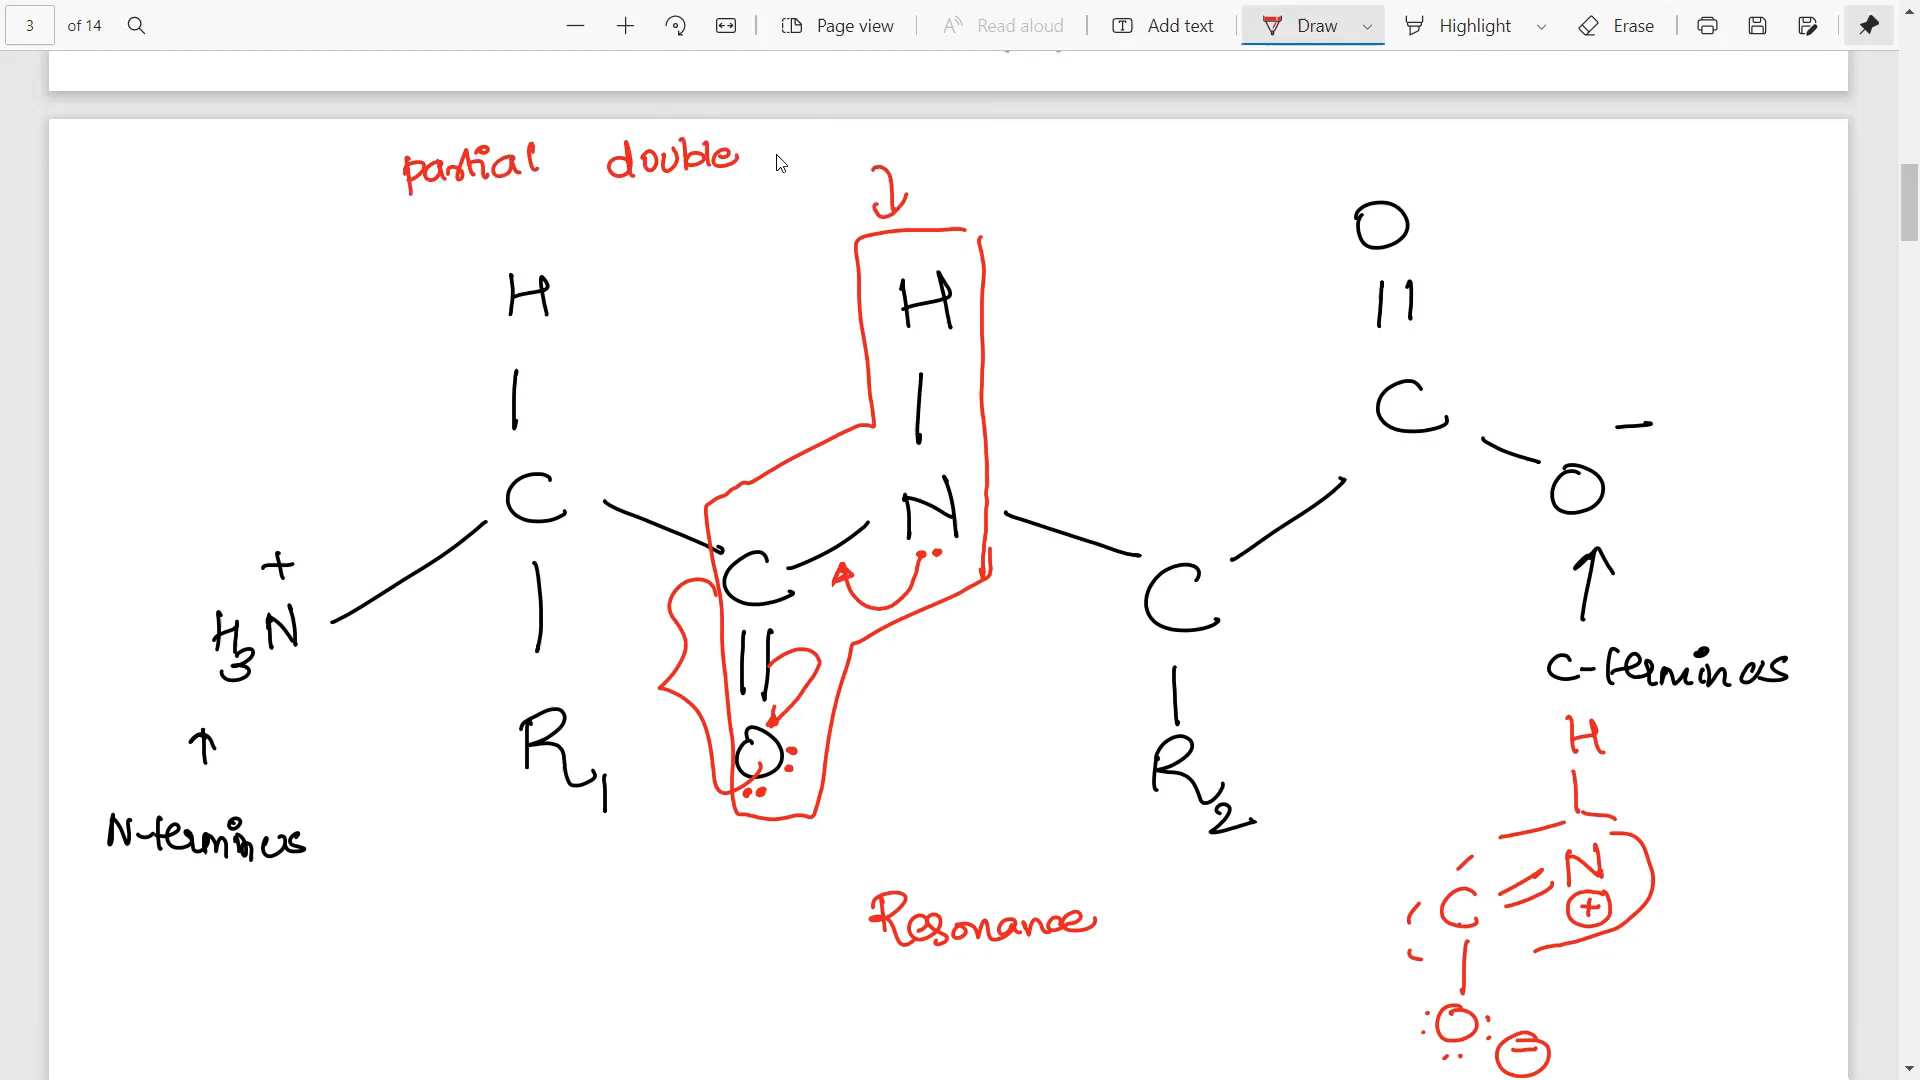 3 of 14 Page view Read aloud Add text Draw Highlight Erase
partial double
O
H H
|| 
C
C N O −
+ C C
H3N
C-terminus
O H
R1 R2
N-terminus N
C +
Resonance
O −